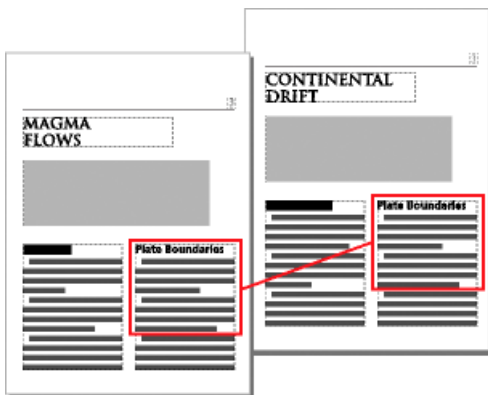 MAGMA
FLOWS
Plate Boundaries
CONTINENTAL
DRIFT
Plate Boundaries